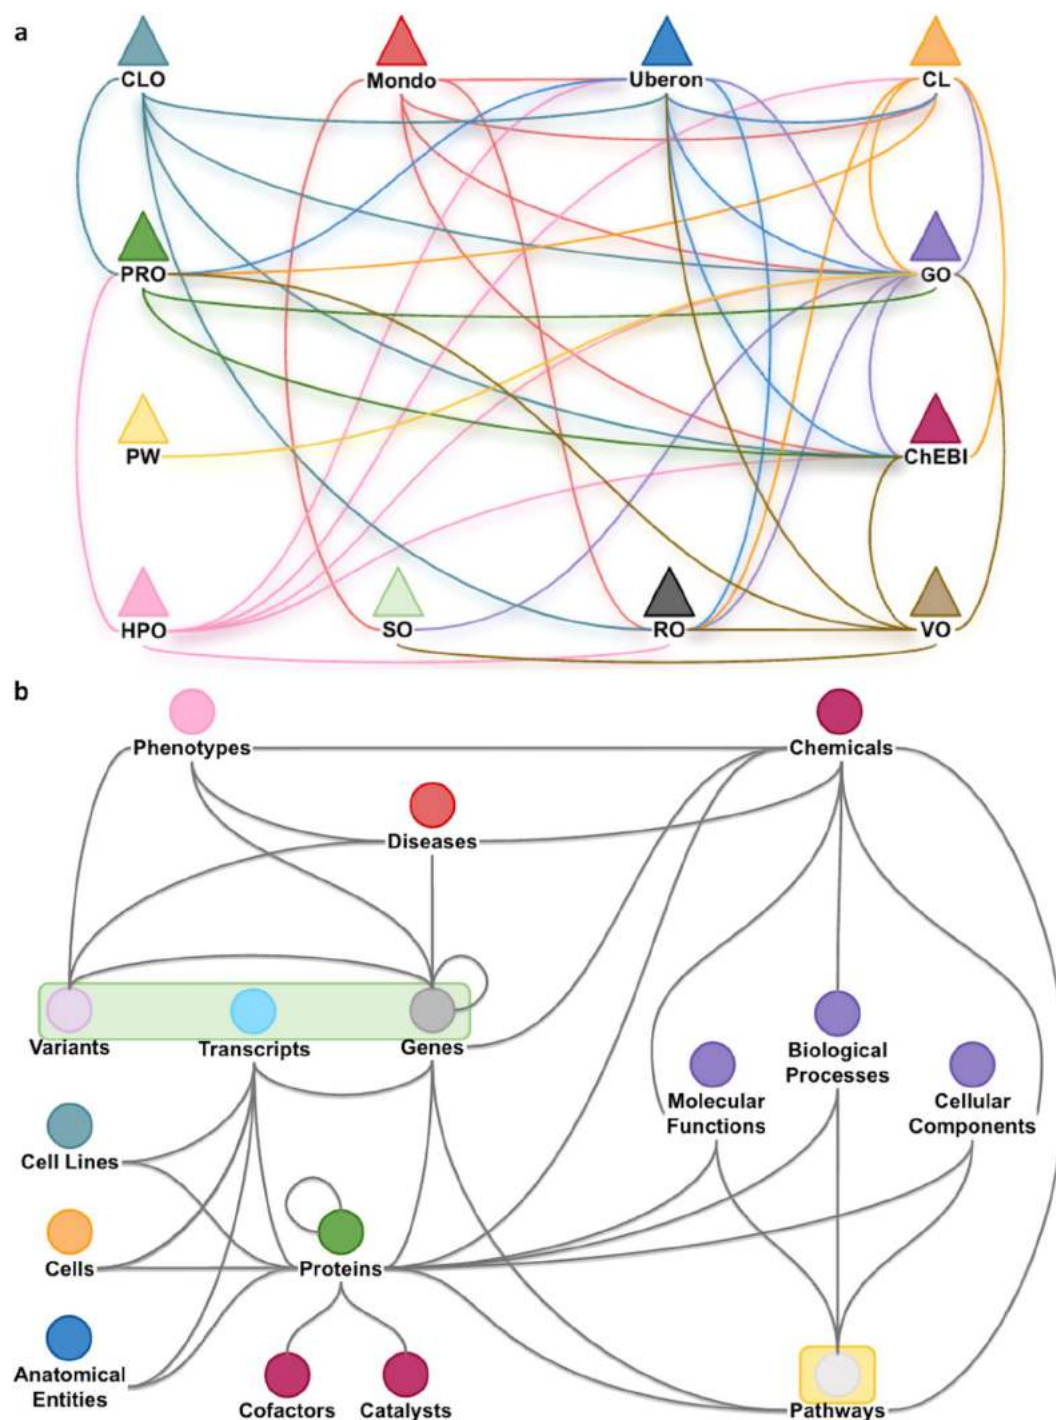 a
CLO Mondo Uberon CL
PRO GO
PW ChEBI
HPO SO RO VO
b
Phenotypes Chemicals
Diseases
Variants Transcripts Genes
Biological
Processes
Molecular
Functions
Cellular
Components
Cell Lines
Cells Proteins
Anatomical
Entities
Cofactors Catalysts Pathways